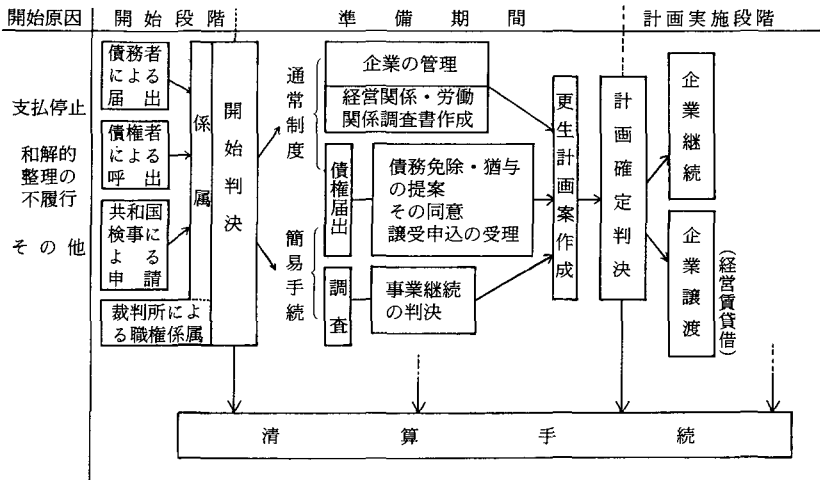 開始原因
開始段階
準備期間
計画実施段階
支払停止
和解的
整理の
不履行
その他
債務者
による
届出
債権者
による
呼出
共和国
検事に
よる
申請
裁判所によ
る職権係属
係属
開始判決
通常制度
簡易手続
企業の管理
経営関係・労働
関係調査書作成
債権届出
債務免除・猶与
の提案
その同意
譲受申込の受理
調査
事業継続
の判決
更生計画案作成
計画確定判決
企業継続
企業譲渡
(経営賃貸借)
清算手続